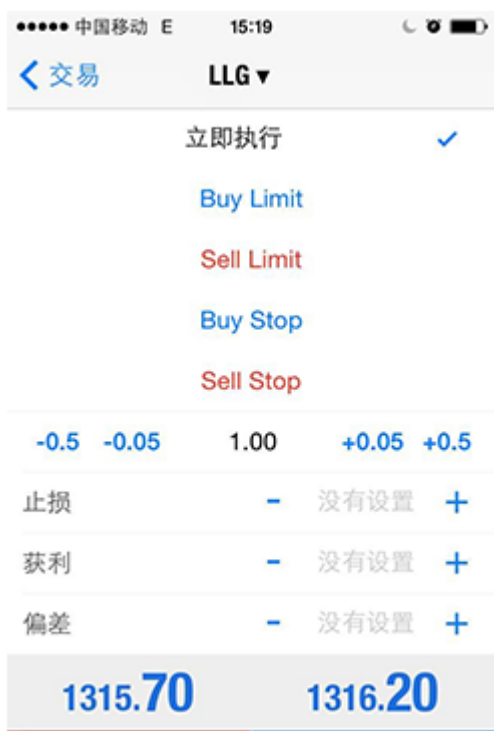 ●●●●● 中国移动 E 15:19
交易 LLG ▾
立即执行 ✓
Buy Limit
Sell Limit
Buy Stop
Sell Stop
-0.5 -0.05 1.00 +0.05 +0.5
止损 - 没有设置 +
获利 - 没有设置 +
偏差 - 没有设置 +
1315.70 1316.20